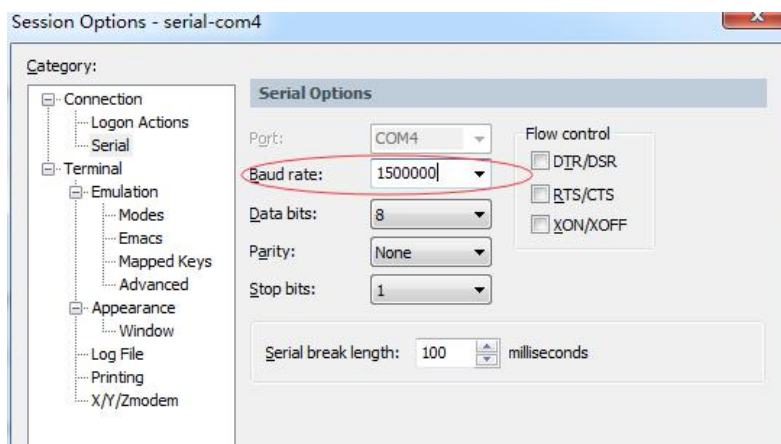 Session Options - serial-com4
x
Category:
Connection
Logon Actions
Serial
Terminal
Emulation
Modes
Emacs
Mapped Keys
Advanced
Appearance
Window
Log File
Printing
X/Y/Zmodem
Serial Options
Port: COM4
Baud rate: 1500000
Data bits: 8
Parity: None
Stop bits: 1
Flow control
DTR/DSR
RTS/CTS
XON/XOFF
Serial break length: 100 milliseconds